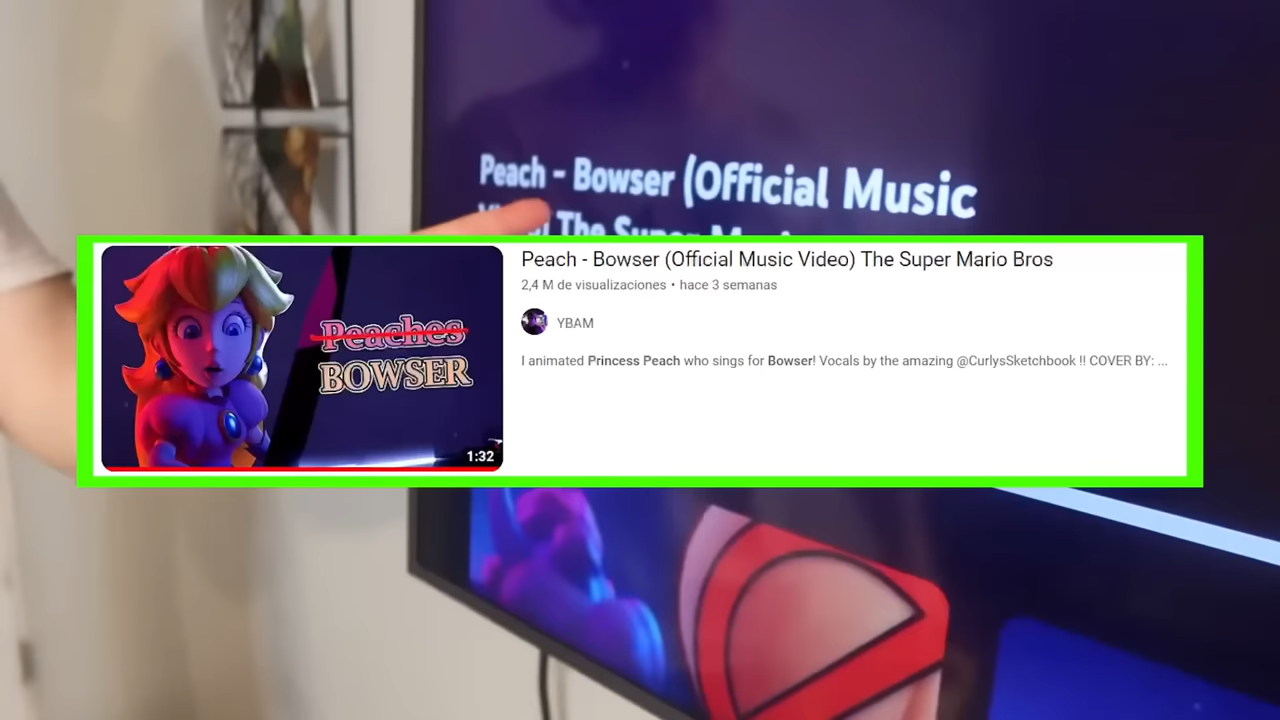 Peach - Bowser (Official Music
The Super
Peach - Bowser (Official Music Video) The Super Mario Bros
2,4 M de visualizaciones • hace 3 semanas
Peaches
BOWSER
YBAM
I animated Princess Peach who sings for Bowser! Vocals by the amazing @CurlysSketchbook !! COVER BY: ...
1:32